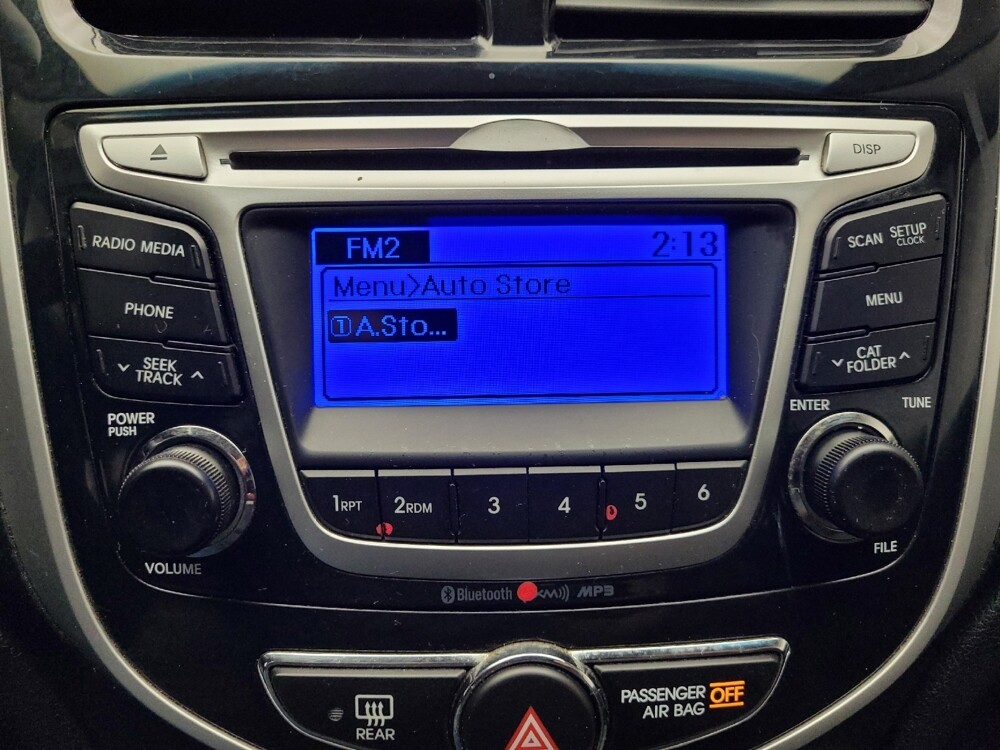 DISP
RADIO MEDIA
SCAN SETUP
CLOCK
FM2 2:13
Menu>Auto Store
① A.Sto...
PHONE
MENU
SEEK
TRACK
CAT
FOLDER
POWER
PUSH
ENTER TUNE
1RPT 2RDM 3 4 5 6
VOLUME
FILE
Bluetooth XM MP3
REAR
PASSENGER OFF
AIR BAG